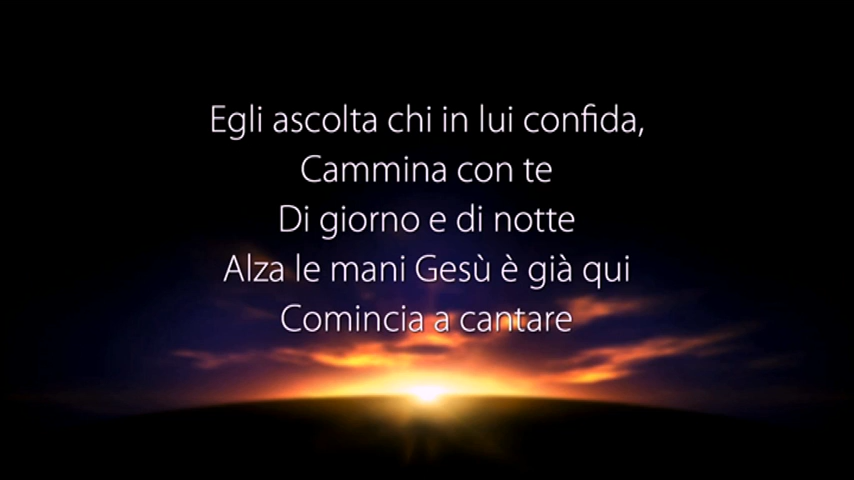 Egli ascolta chi in lui confida,
Cammina con te
Di giorno e di notte
Alza le mani Gesù è già qui
Comincia a cantare